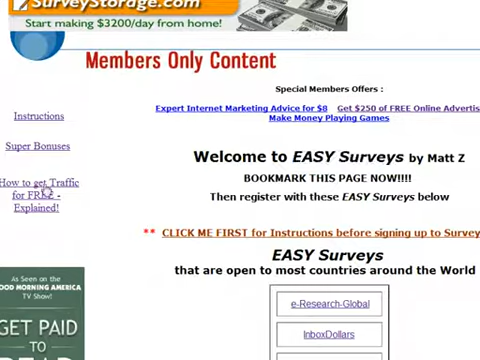 SurveyStorage.com
Start making $3200/day from home!
Members Only Content
Special Members Offers :
Expert Internet Marketing Advice for $8 Get $250 of FREE Online Advertis
Make Money Playing Games
Instructions
Super Bonuses
How to get Traffic
for FREE -
Explained!
Welcome to EASY Surveys by Matt Z
BOOKMARK THIS PAGE NOW!!!!
Then register with these EASY Surveys below
** CLICK ME FIRST for Instructions before signing up to Survey
EASY Surveys
that are open to most countries around the World
e-Research-Global
InboxDollars
As Seen on the
GOOD MORNING AMERICA
TV Show!
GET PAID
TO